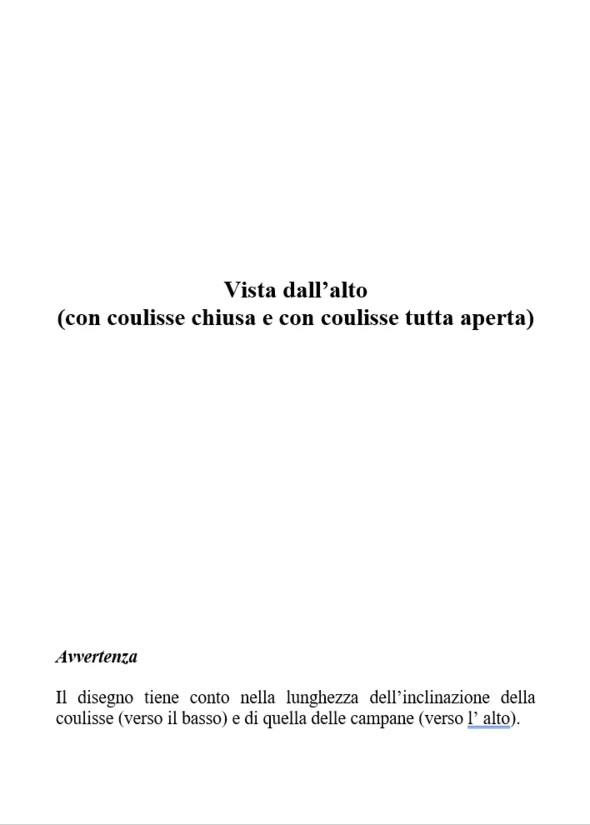 Vista dall’alto
(con coulisse chiusa e con coulisse tutta aperta)
Avvertenza
Il disegno tiene conto nella lunghezza dell’inclinazione della
coulisse (verso il basso) e di quella delle campane (verso l’ alto).